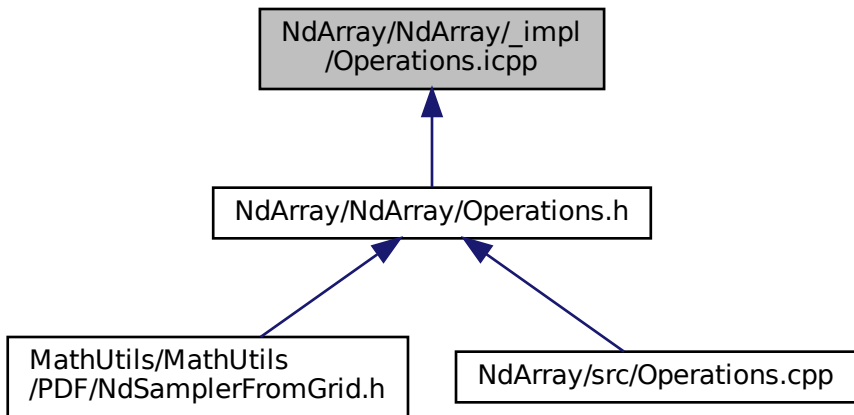 NdArray/NdArray/_impl
/Operations.icpp
NdArray/NdArray/Operations.h
MathUtils/MathUtils
/PDF/NdSamplerFromGrid.h
NdArray/src/Operations.cpp